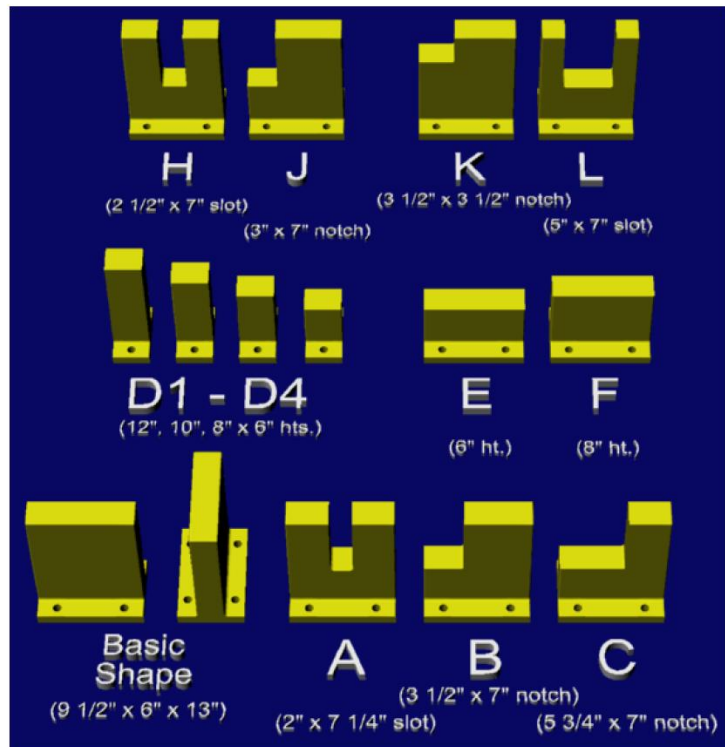 H J K L
(2 1/2" x 7" slot) (3" x 7" notch) (3 1/2" x 3 1/2" notch) (5" x 7" slot)
D1 - D4 E F
(12", 10", 8" x 6" hts.) (6" ht.) (8" ht.)
Basic
Shape
(9 1/2" x 6" x 13")
A B C
(2" x 7 1/4" slot) (3 1/2" x 7" notch) (5 3/4" x 7" notch)